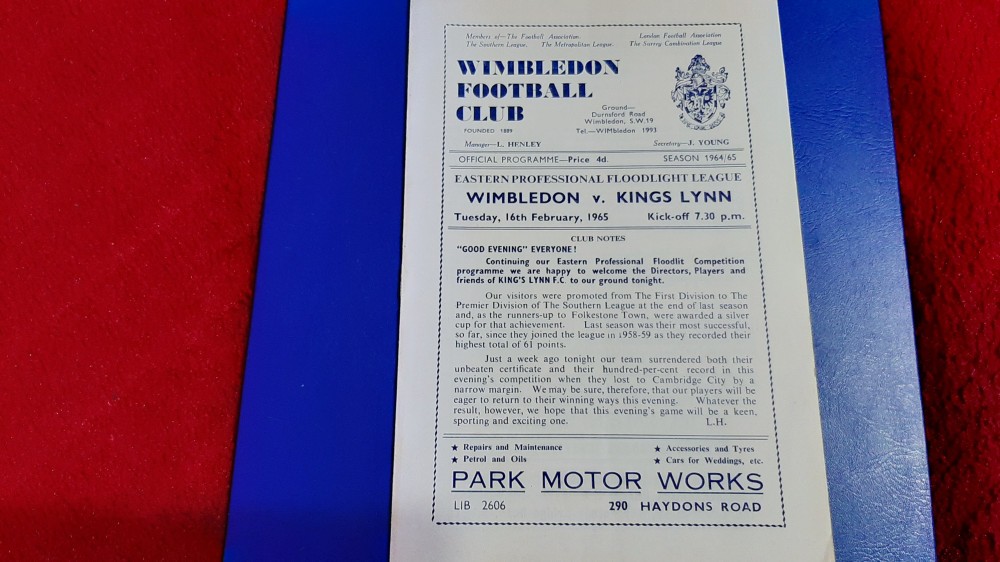 Members of—The Football Association. London Football Association
The Southern League. The Metropolitan League. The Surrey Combination League
WIMBLEDON
FOOTBALL
CLUB
FOUNDED 1889
Ground—
Durnsford Road
Wimbledon, S.W.19
Tel.—WIMbledon 1993
Manager—L. HENLEY Secretary—J. YOUNG
OFFICIAL PROGRAMME—Price 4d. SEASON 1964/65
EASTERN PROFESSIONAL FLOODLIGHT LEAGUE
WIMBLEDON v. KINGS LYNN
Tuesday, 16th February, 1965 Kick-off 7.30 p.m.
CLUB NOTES
"GOOD EVENING" EVERYONE!
Continuing our Eastern Professional Floodlit Competition
programme we are happy to welcome the Directors, Players and
friends of KING'S LYNN F.C. to our ground tonight.
Our visitors were promoted from The First Division to The
Premier Division of The Southern League at the end of last season
and, as the runners-up to Folkestone Town, were awarded a silver
cup for that achievement. Last season was their most successful,
so far, since they joined the league in 1958-59 as they recorded their
highest total of 61 points.
Just a week ago tonight our team surrendered both their
unbeaten certificate and their hundred-per-cent record in this
evening's competition when they lost to Cambridge City by a
narrow margin. We may be sure, therefore, that our players will be
eager to return to their winning ways this evening. Whatever the
result, however, we hope that this evening's game will be a keen,
sporting and exciting one. L.H.
★ Repairs and Maintenance ★ Accessories and Tyres
★ Petrol and Oils ★ Cars for Weddings, etc.
PARK MOTOR WORKS
LIB 2606 290 HAYDONS ROAD